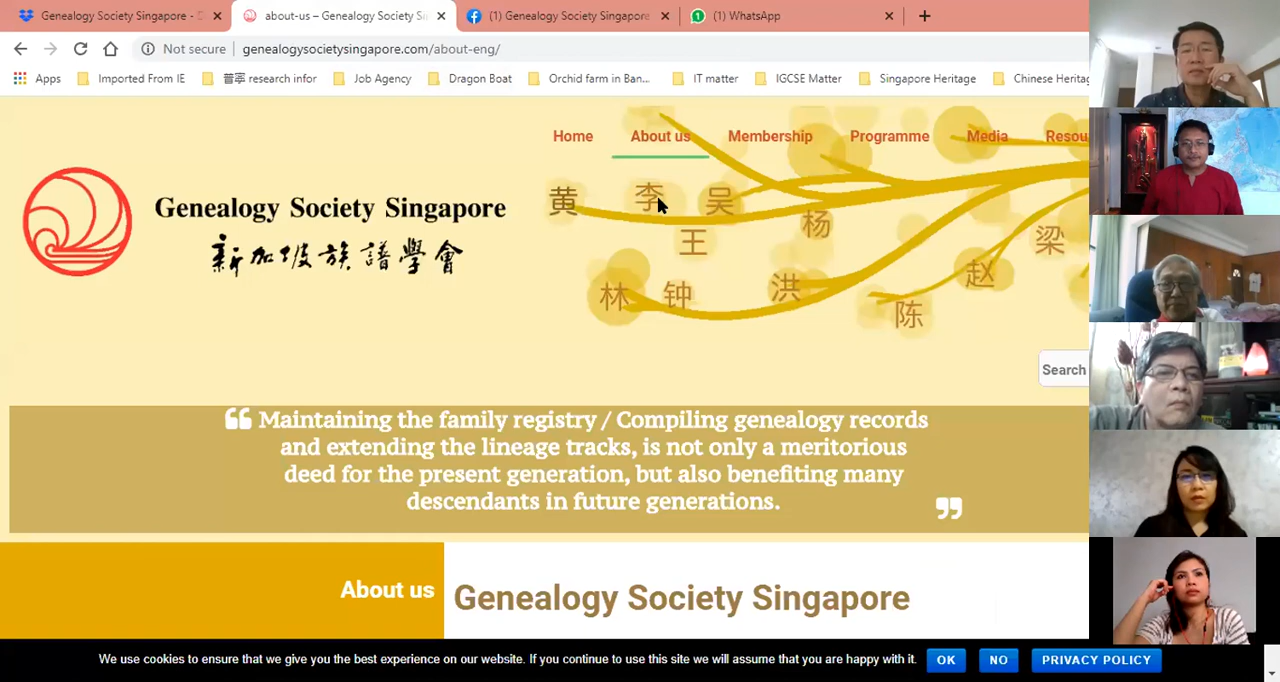 Genealogy Society Singapore - D
about-us – Genealogy Society Si
(1) Genealogy Society Singapore
(1) WhatsApp
Not secure
genealogysocietysingapore.com/about-eng/
Apps
Imported From IE
普寧 research infor
Job Agency
Dragon Boat
Orchid farm in Ban...
IT matter
IGCSE Matter
Singapore Heritage
Chinese Heritag
Home
About us
Membership
Programme
Media
Resou
Genealogy Society Singapore
新加坡族譜學會
黄
李
吴
王
杨
梁
林
钟
洪
赵
陈
Search
Maintaining the family registry / Compiling genealogy records
and extending the lineage tracks, is not only a meritorious
deed for the present generation, but also benefiting many
descendants in future generations.
About us
Genealogy Society Singapore
We use cookies to ensure that we give you the best experience on our website. If you continue to use this site we will assume that you are happy with it.
OK
NO
PRIVACY POLICY